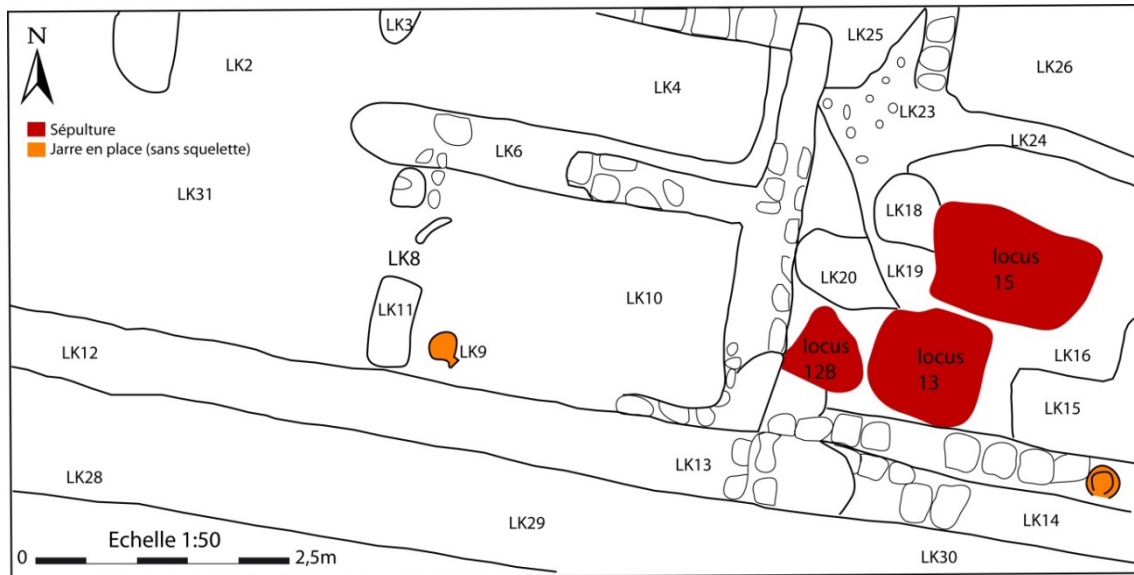 LK3
LK25
N
LK2
LK26
LK4
LK23
Sépulture
Jarre en place (sans squelette)
LK24
LK6
LK31
LK18
locus
15
LK8
LK20
LK19
LK11
LK10
LK9
locus
12B
locus
13
LK12
LK16
LK15
LK13
LK28
LK14
LK29
Echelle 1:50
LK30
0
2,5m